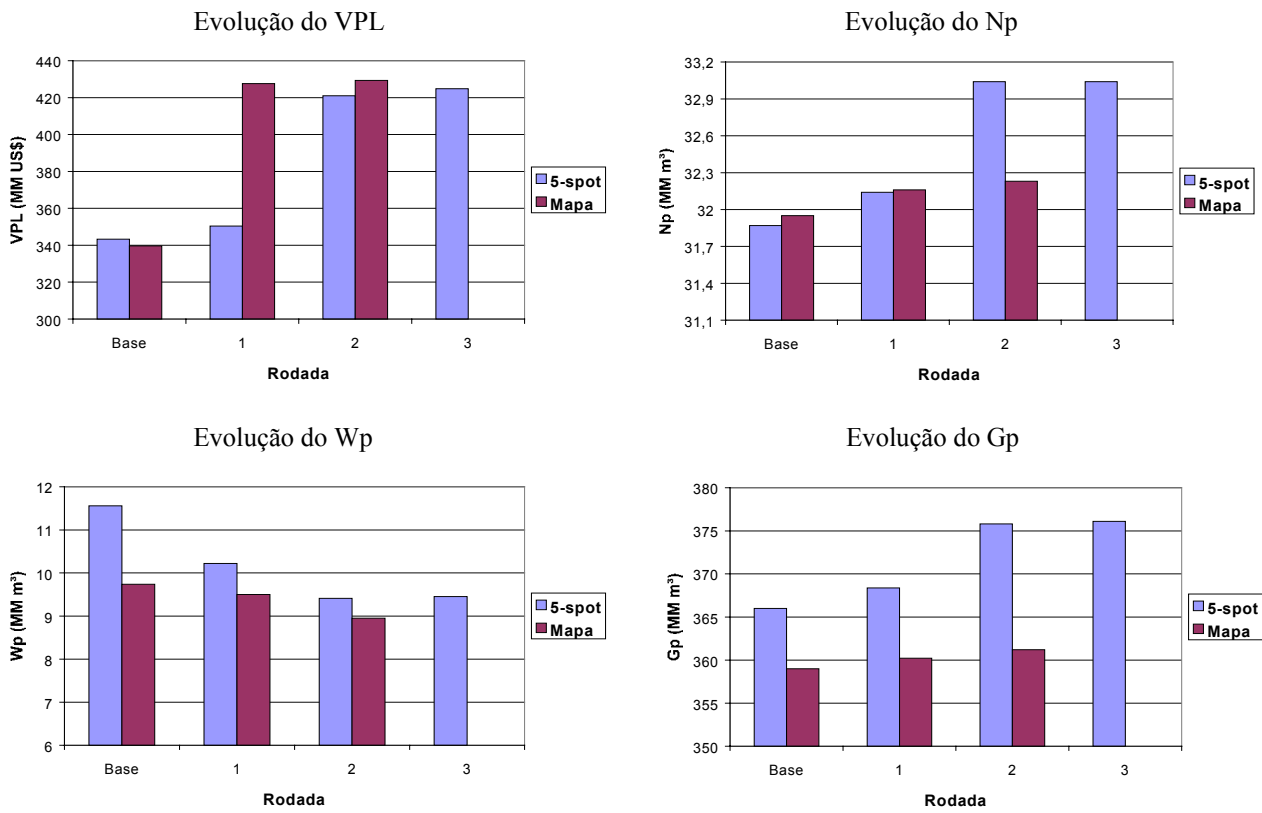 Evolução do VPL
440
420
400
380
360
340
320
300
VPL (MM US$)
Base 1 2 3
Rodada
5-spot
Mapa
Evolução do Np
33,2
32,9
32,6
32,3
32
31,7
31,4
31,1
Np (MM m³)
Base 1 2 3
Rodada
5-spot
Mapa
Evolução do Wp
12
11
10
9
8
7
6
Wp (MM m³)
Base 1 2 3
Rodada
5-spot
Mapa
Evolução do Gp
380
375
370
365
360
355
350
Gp (MM m³)
Base 1 2 3
Rodada
5-spot
Mapa